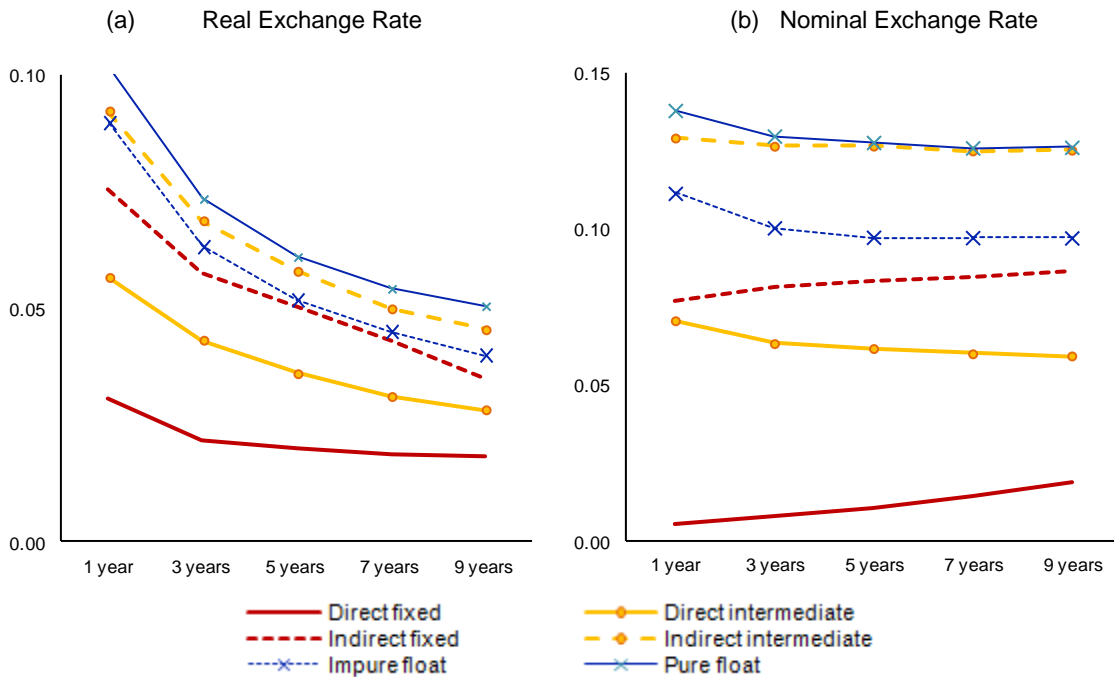 (a) Real Exchange Rate
0.10
0.05
0.00
1 year 3 years 5 years 7 years 9 years
(b) Nominal Exchange Rate
0.15
0.10
0.05
0.00
1 year 3 years 5 years 7 years 9 years
Direct fixed
Indirect fixed
Impure float
Direct intermediate
Indirect intermediate
Pure float